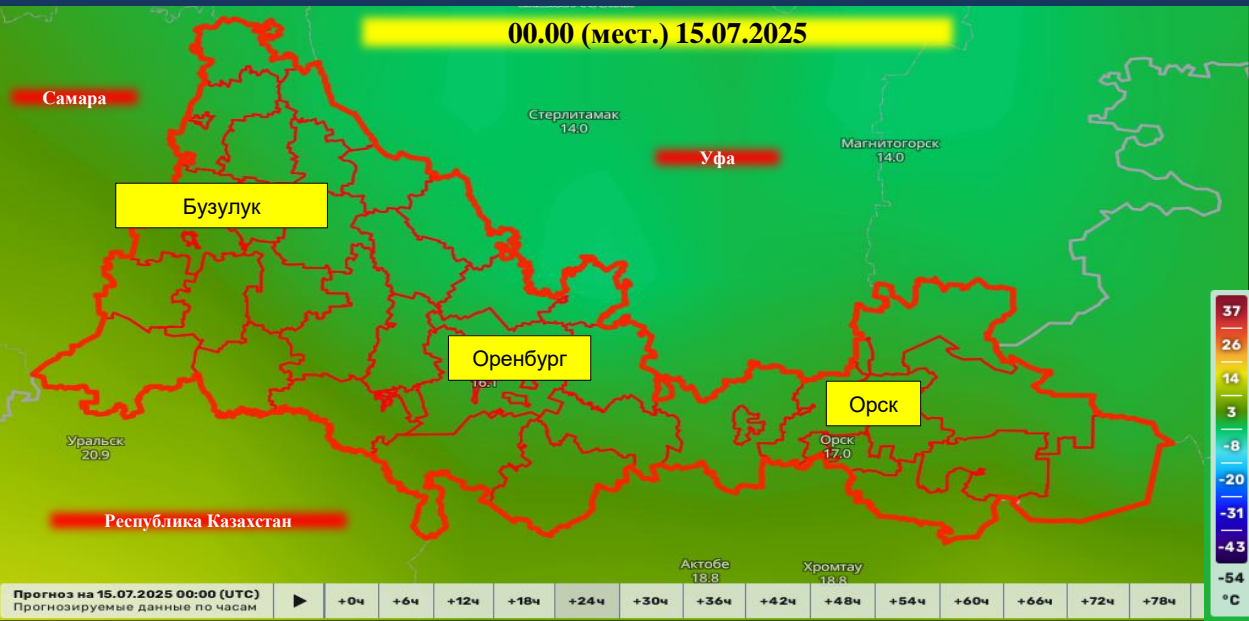 00.00 (мест.) 15.07.2025
Самара
Стерлитамак
14.0
Уфа
Магнитогорск
14.0
Бузулук
Оренбург
16.1
Орск
Орск
17.0
Уральск
20.9
Республика Казахстан
Актобе
18.8
Хромтау
18.8
37
26
14
3
-8
-20
-31
-43
-54
°C
Прогноз на 15.07.2025 00:00 (UTC)
Прогнозируемые данные по часам
+0ч +6ч +12ч +18ч +24ч +30ч +36ч +42ч +48ч +54ч +60ч +66ч +72ч +78ч